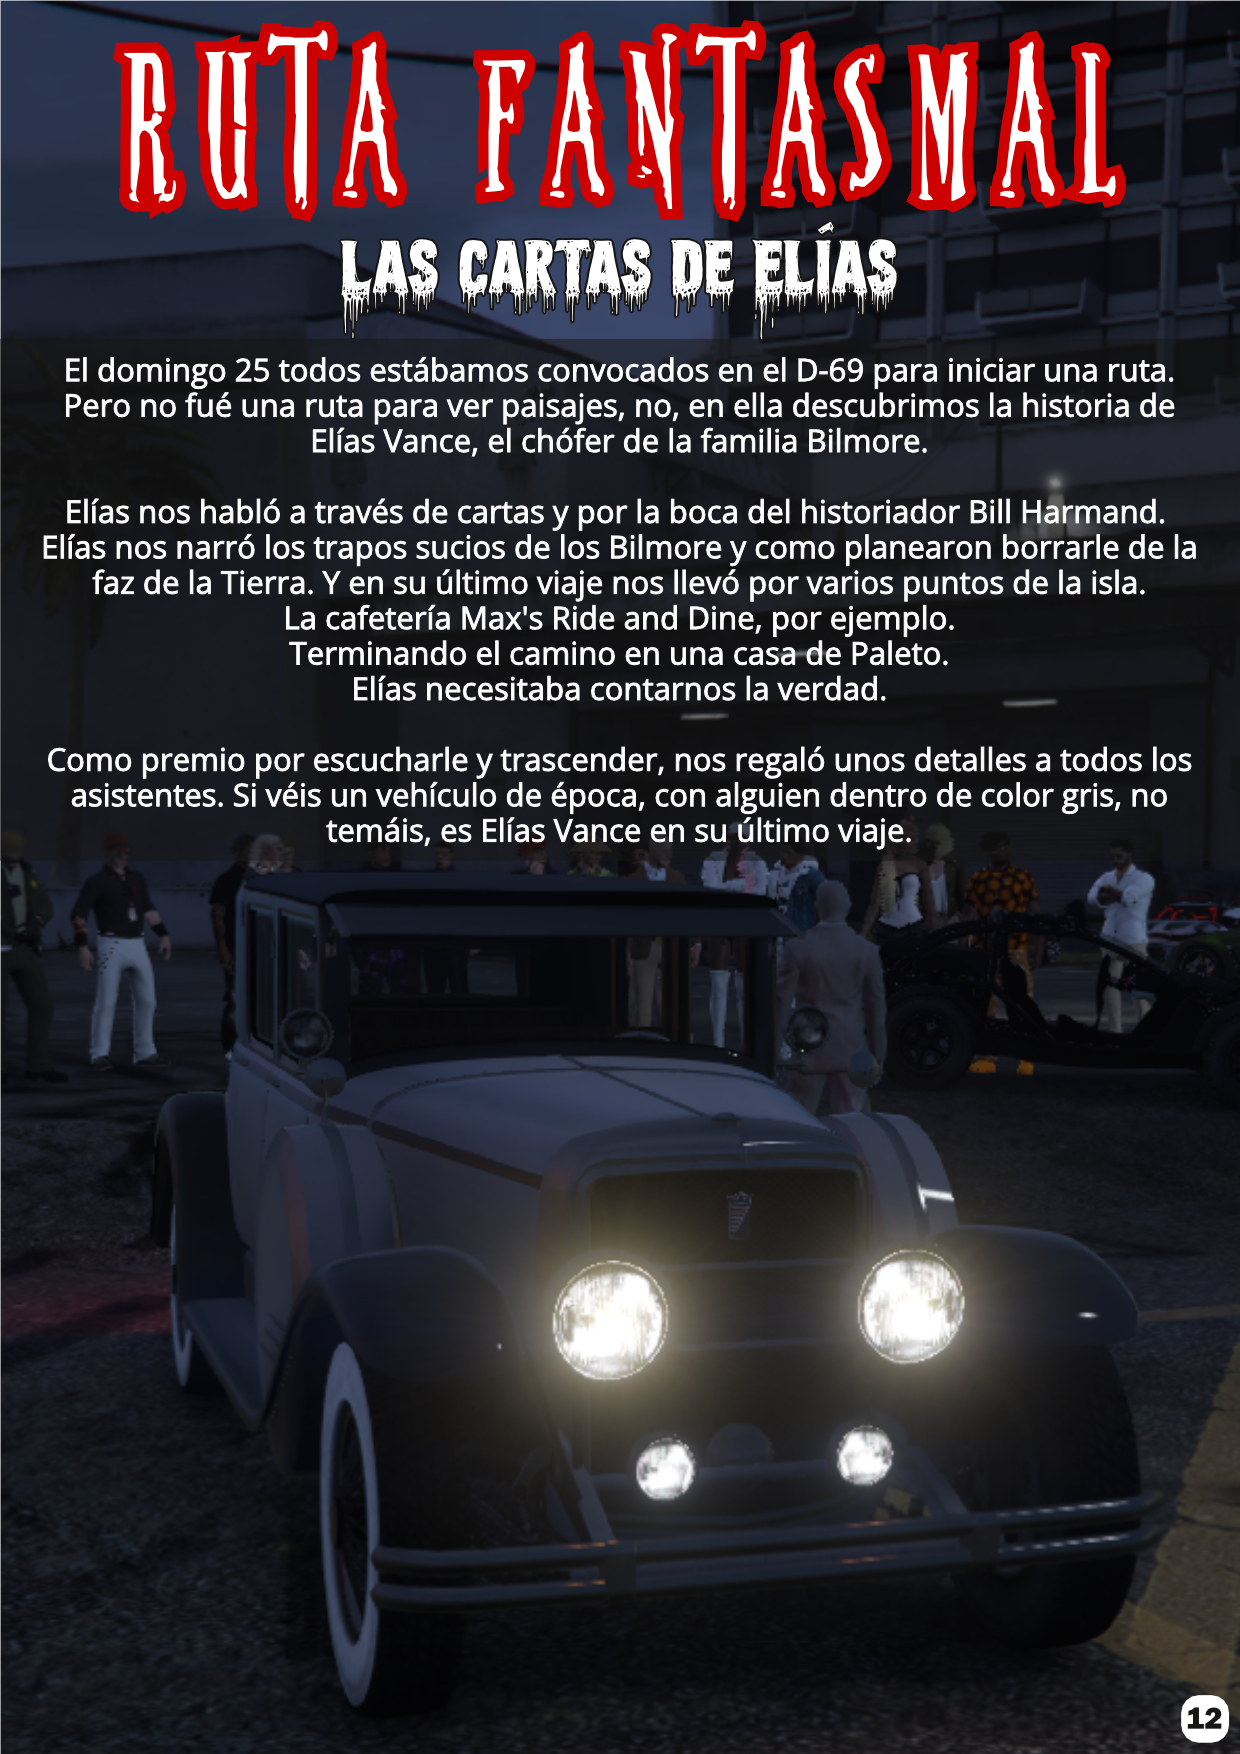 RUTA FANTASMAL
LAS CARTAS DE ELÍAS
El domingo 25 todos estábamos convocados en el D-69 para iniciar una ruta.
Pero no fué una ruta para ver paisajes, no, en ella descubrimos la historia de
Elías Vance, el chófer de la familia Bilmore.
Elías nos habló a través de cartas y por la boca del historiador Bill Harmand.
Elías nos narró los trapos sucios de los Bilmore y como planearon borrarle de la
faz de la Tierra. Y en su último viaje nos llevó por varios puntos de la isla.
La cafetería Max's Ride and Dine, por ejemplo.
Terminando el camino en una casa de Paleto.
Elías necesitaba contarnos la verdad.
Como premio por escucharle y trascender, nos regaló unos detalles a todos los
asistentes. Si véis un vehículo de época, con alguien dentro de color gris, no
temáis, es Elías Vance en su último viaje.
12